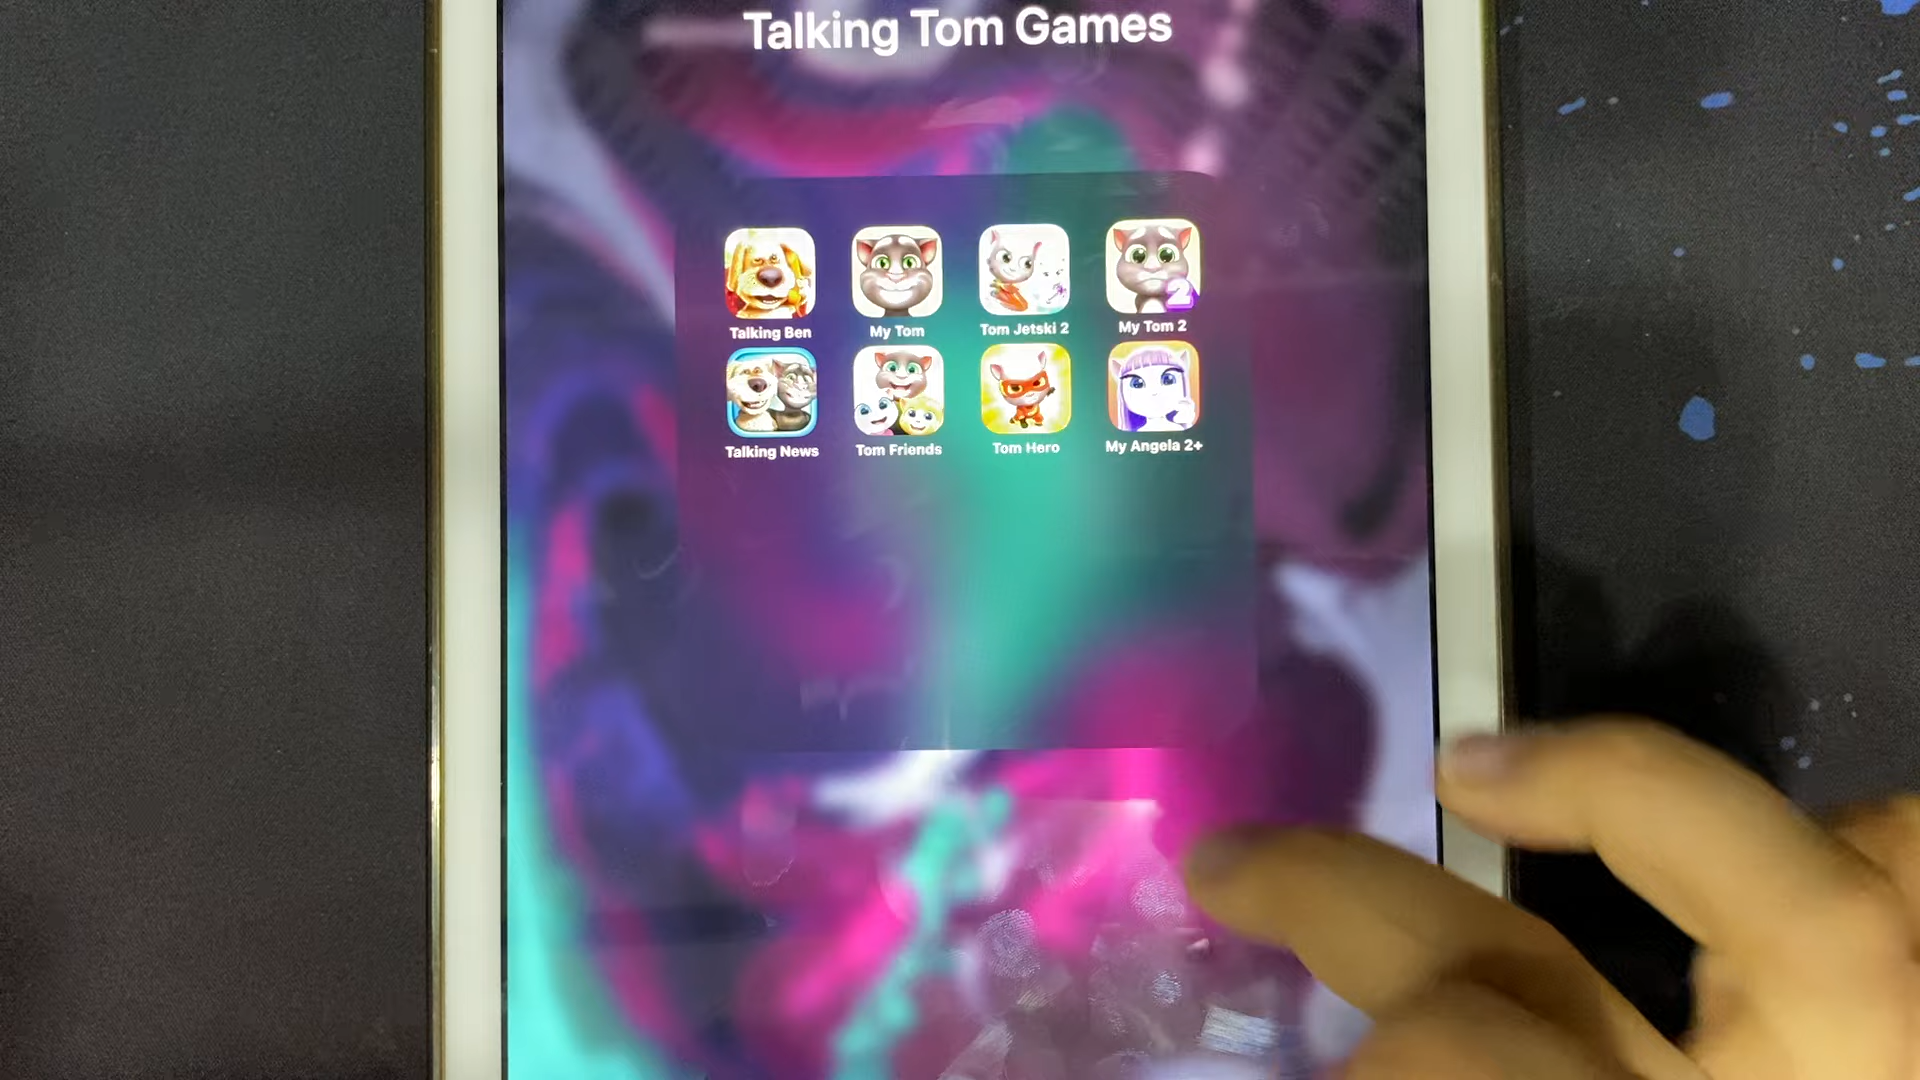 Talking Tom Games
Talking Ben
My Tom
Tom Jetski 2
My Tom 2
2
Talking News
Tom Friends
Tom Hero
My Angela 2+